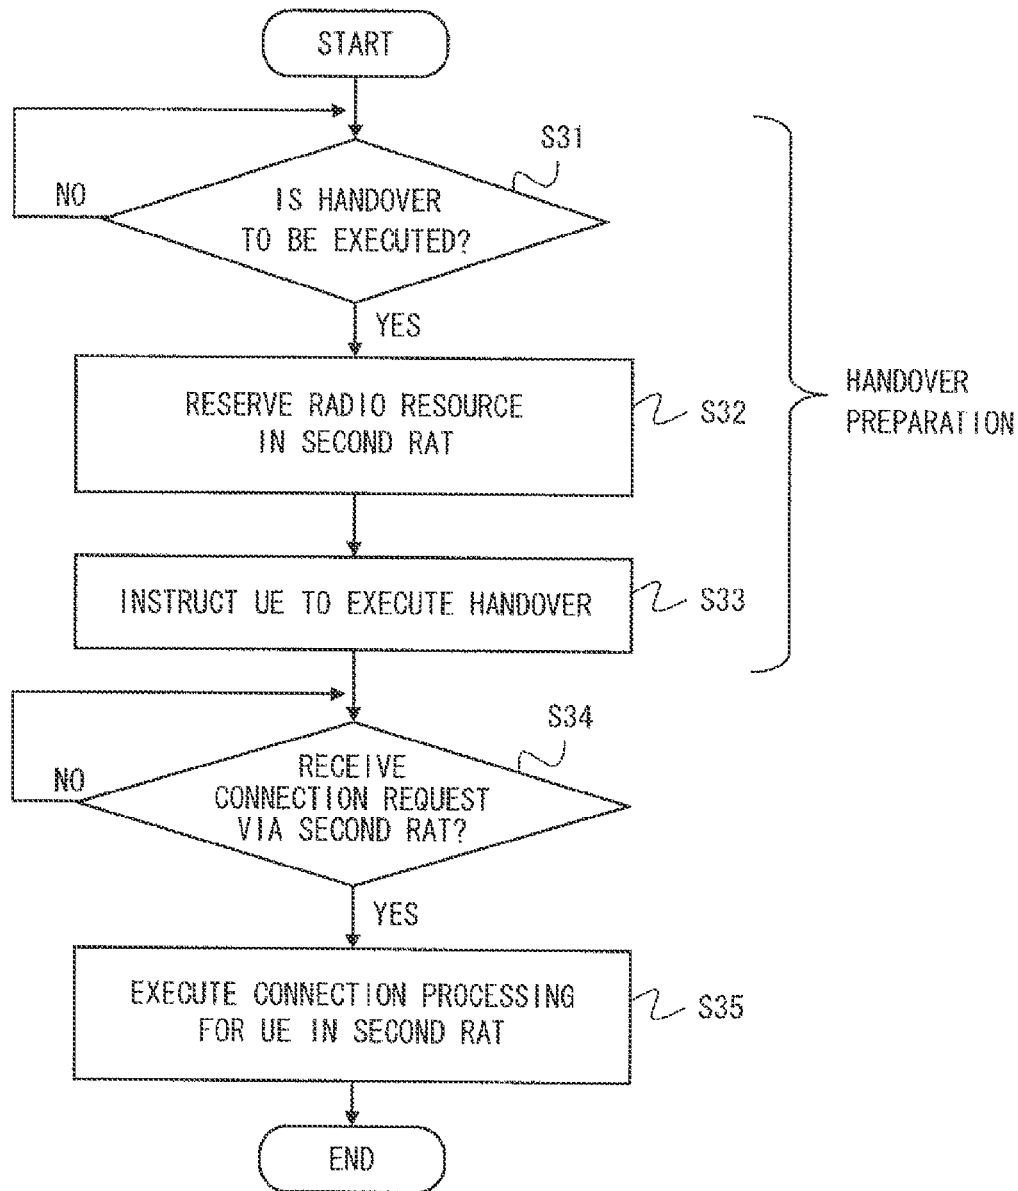 START
S31
NO
IS HANDOVER
TO BE EXECUTED?
YES
RESERVE RADIO RESOURCE
IN SECOND RAT
S32
HANDOVER
PREPARATION
INSTRUCT UE TO EXECUTE HANDOVER
S33
S34
NO
RECEIVE
CONNECTION REQUEST
VIA SECOND RAT?
YES
EXECUTE CONNECTION PROCESSING
FOR UE IN SECOND RAT
S35
END